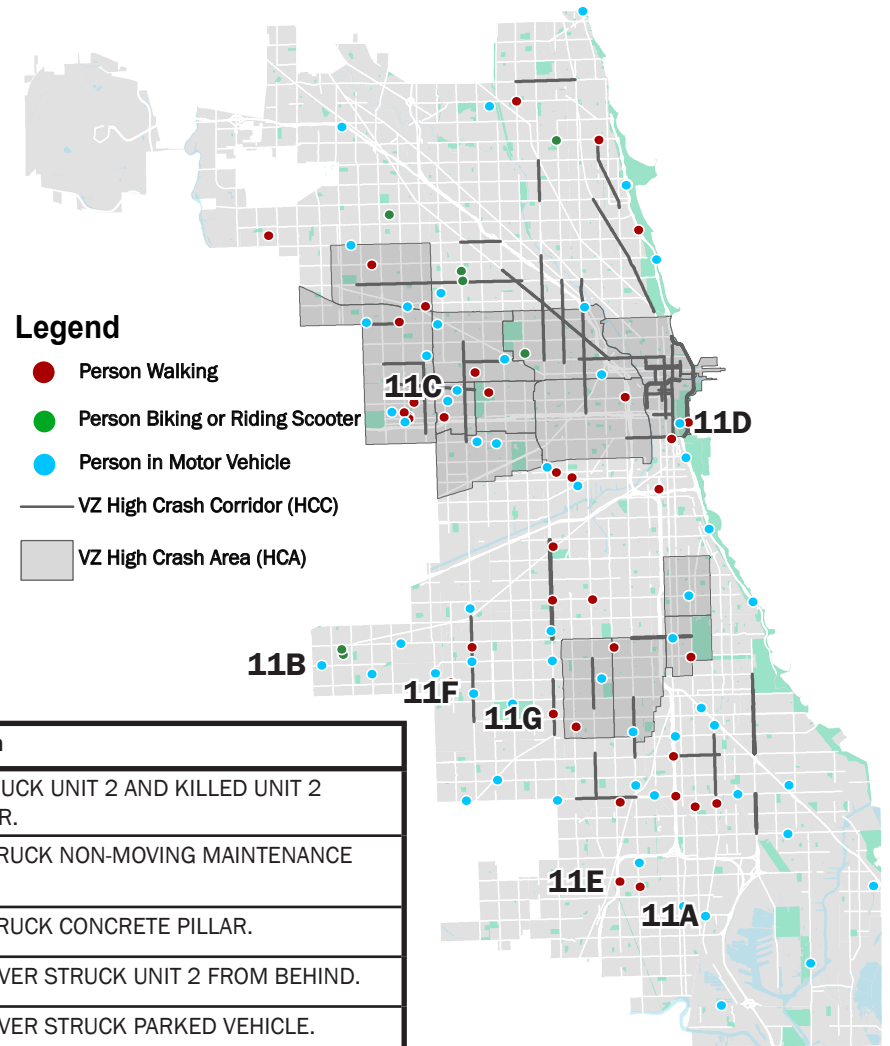 Legend
Person Walking
Person Biking or Riding Scooter
Person in Motor Vehicle
VZ High Crash Corridor (HCC)
VZ High Crash Area (HCA)
11C
11D
11B
11F
11G
11E
11A
UCK UNIT 2 AND KILLED UNIT 2
R.
RUCK NON-MOVING MAINTENANCE
RUCK CONCRETE PILLAR.
VER STRUCK UNIT 2 FROM BEHIND.
VER STRUCK PARKED VEHICLE.